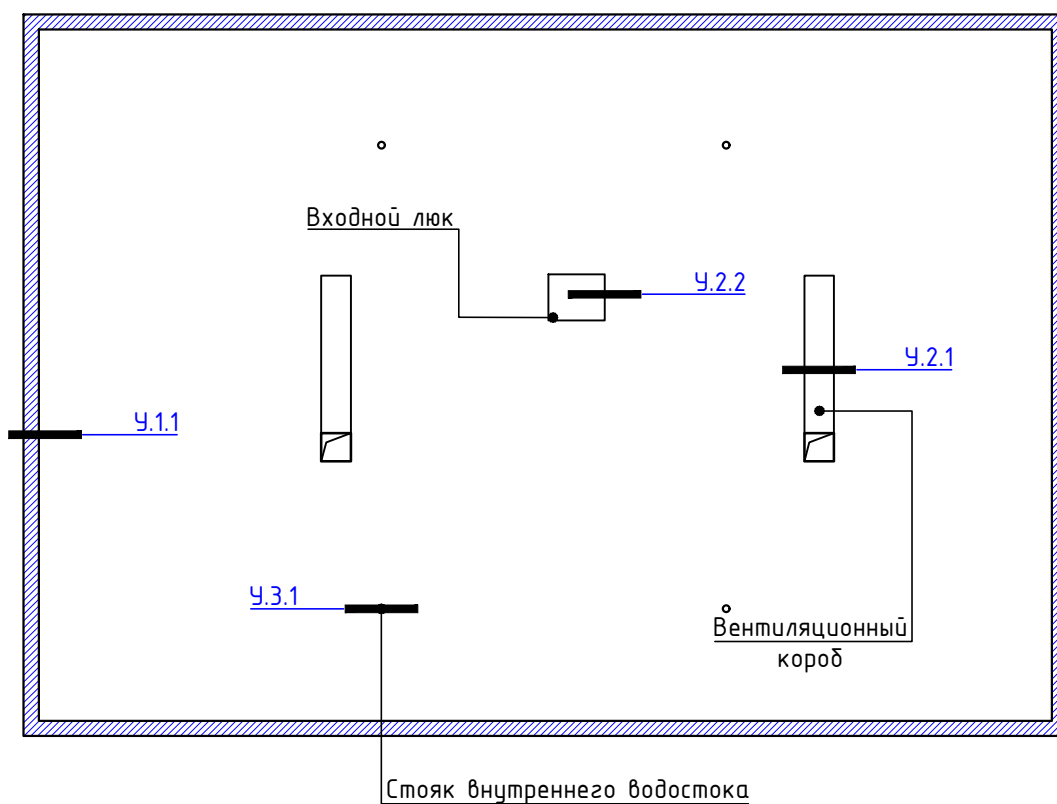 Входной люк
У.2.2
У.2.1
У.1.1
У.3.1
Вентиляционный
короб
Стояк внутреннего водостока